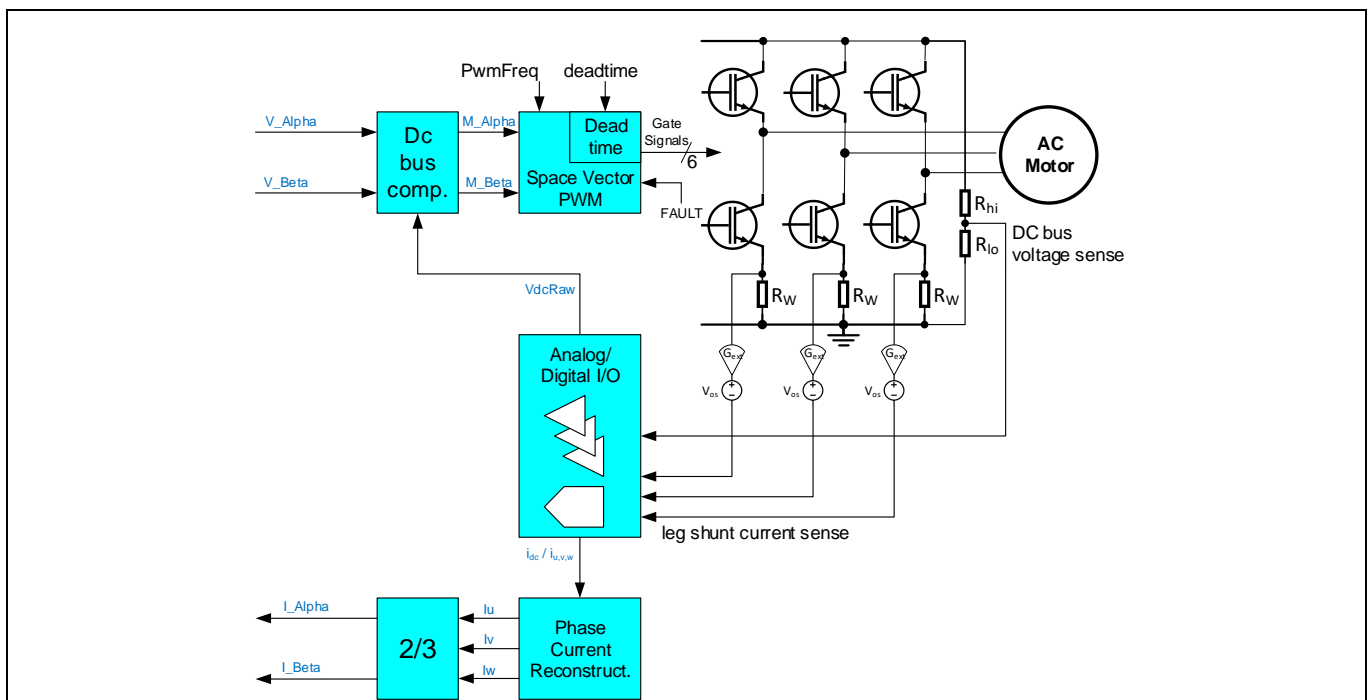 PwmFreq
deadtime
V_Alpha
V_Beta
Dc
bus
comp.
M_Alpha
M_Beta
Dead
time
Space Vector
PWM
Gate
Signals
6
FAULT
AC
Motor
Rhi
Rlo
DC bus
voltage sense
RW
RW
RW
VdcRaw
Analog/
Digital I/O
Gext
Gext
Gext
Vos
Vos
Vos
+
−
+
−
+
−
leg shunt current sense
idc / iu,v,w
I_Alpha
I_Beta
2/3
Iu
Iv
Iw
Phase
Current
Reconstruct.